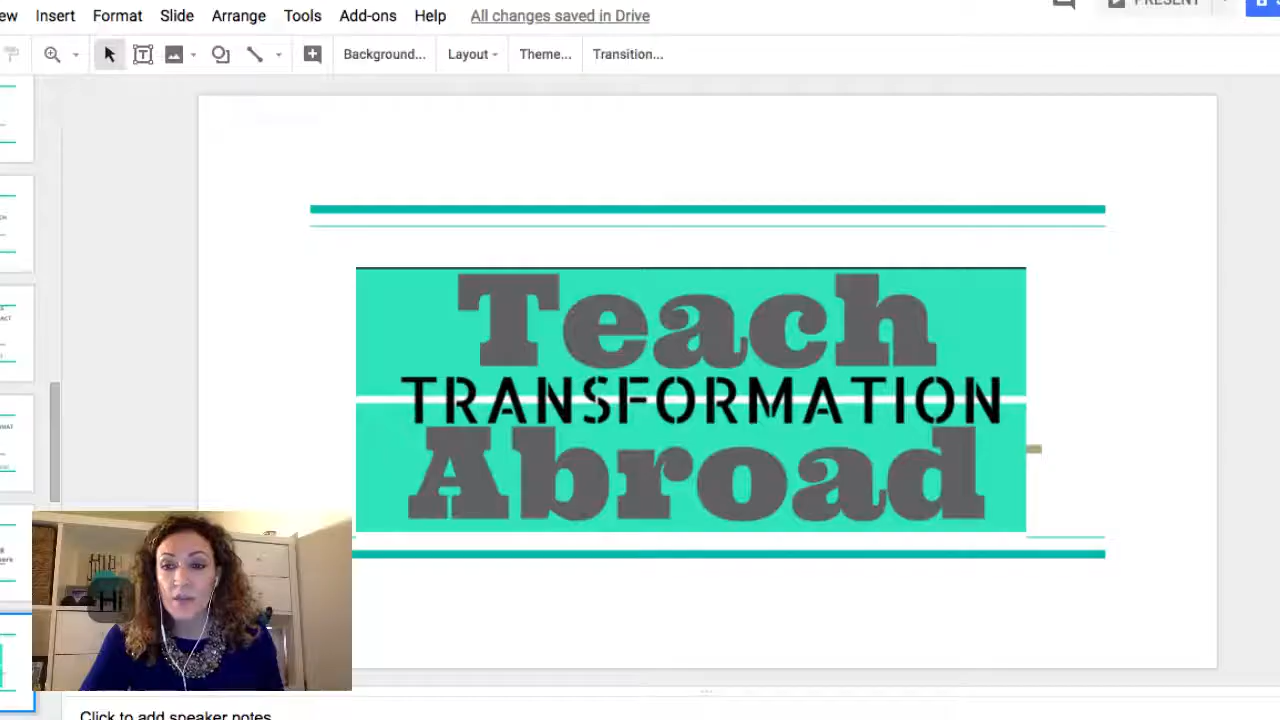 Insert Format Slide Arrange Tools Add-ons Help All changes saved in Drive
PRESENT
Background... Layout Theme... Transition...
Teach
TRANSFORMATION
Abroad
Hi
Click to add speaker notes